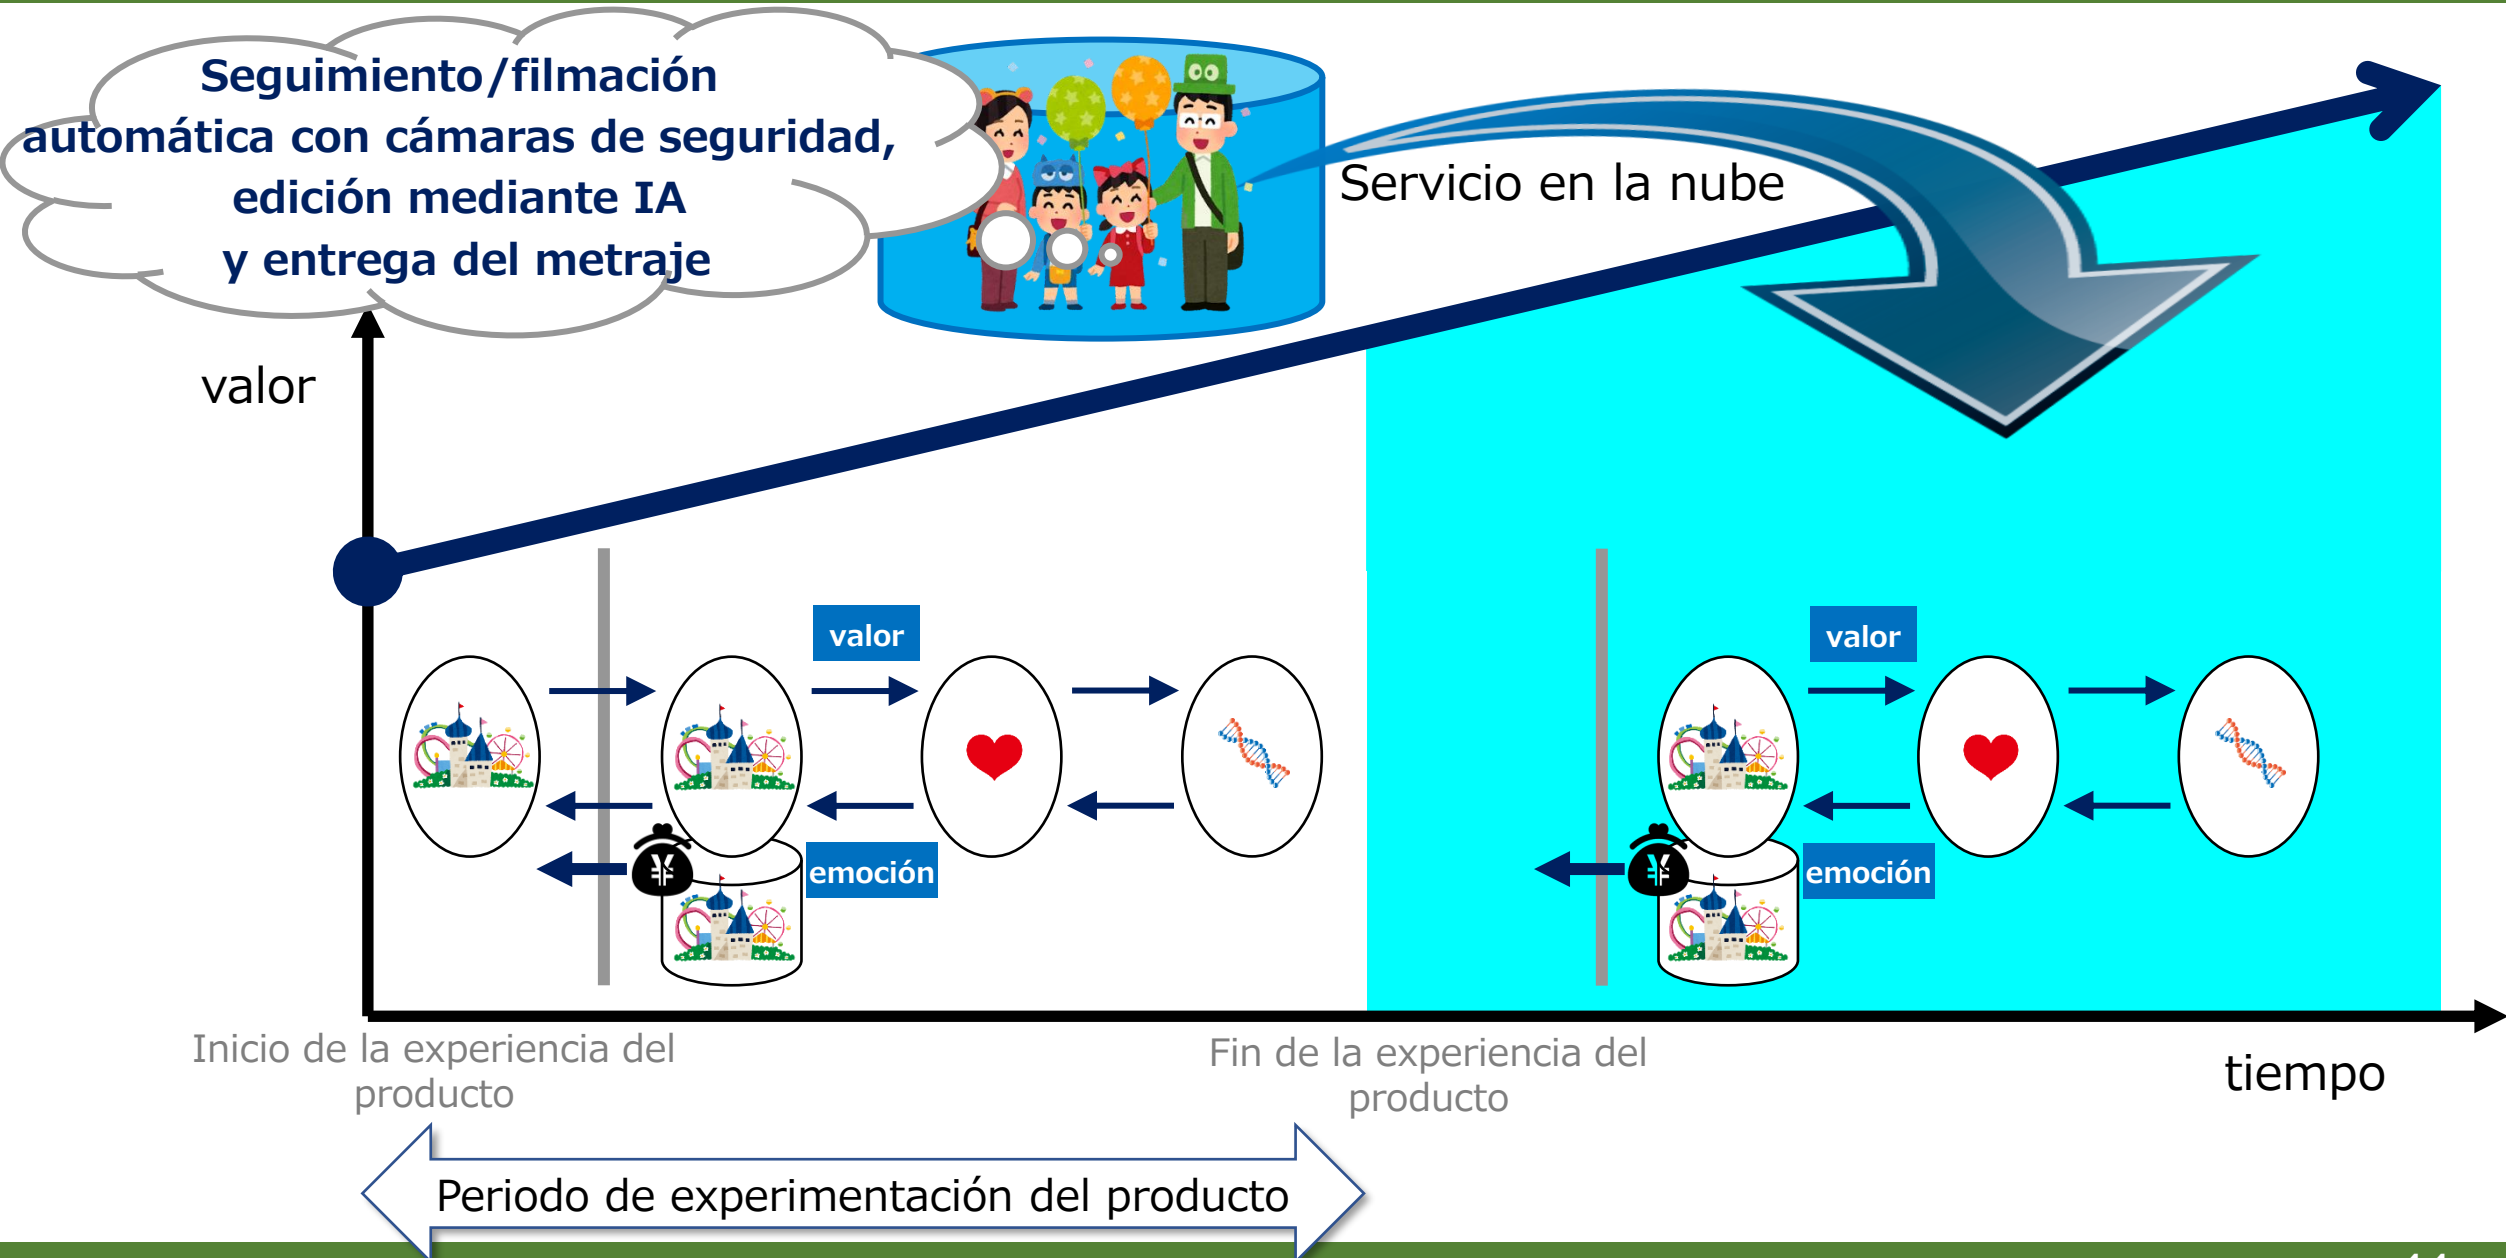 Seguimiento/filmación
automática con cámaras de seguridad,
edición mediante IA
y entrega del metraje
Servicio en la nube
valor
valor
valor
¥
emoción
¥
emoción
Inicio de la experiencia del
producto
Fin de la experiencia del
producto
tiempo
Periodo de experimentación del producto